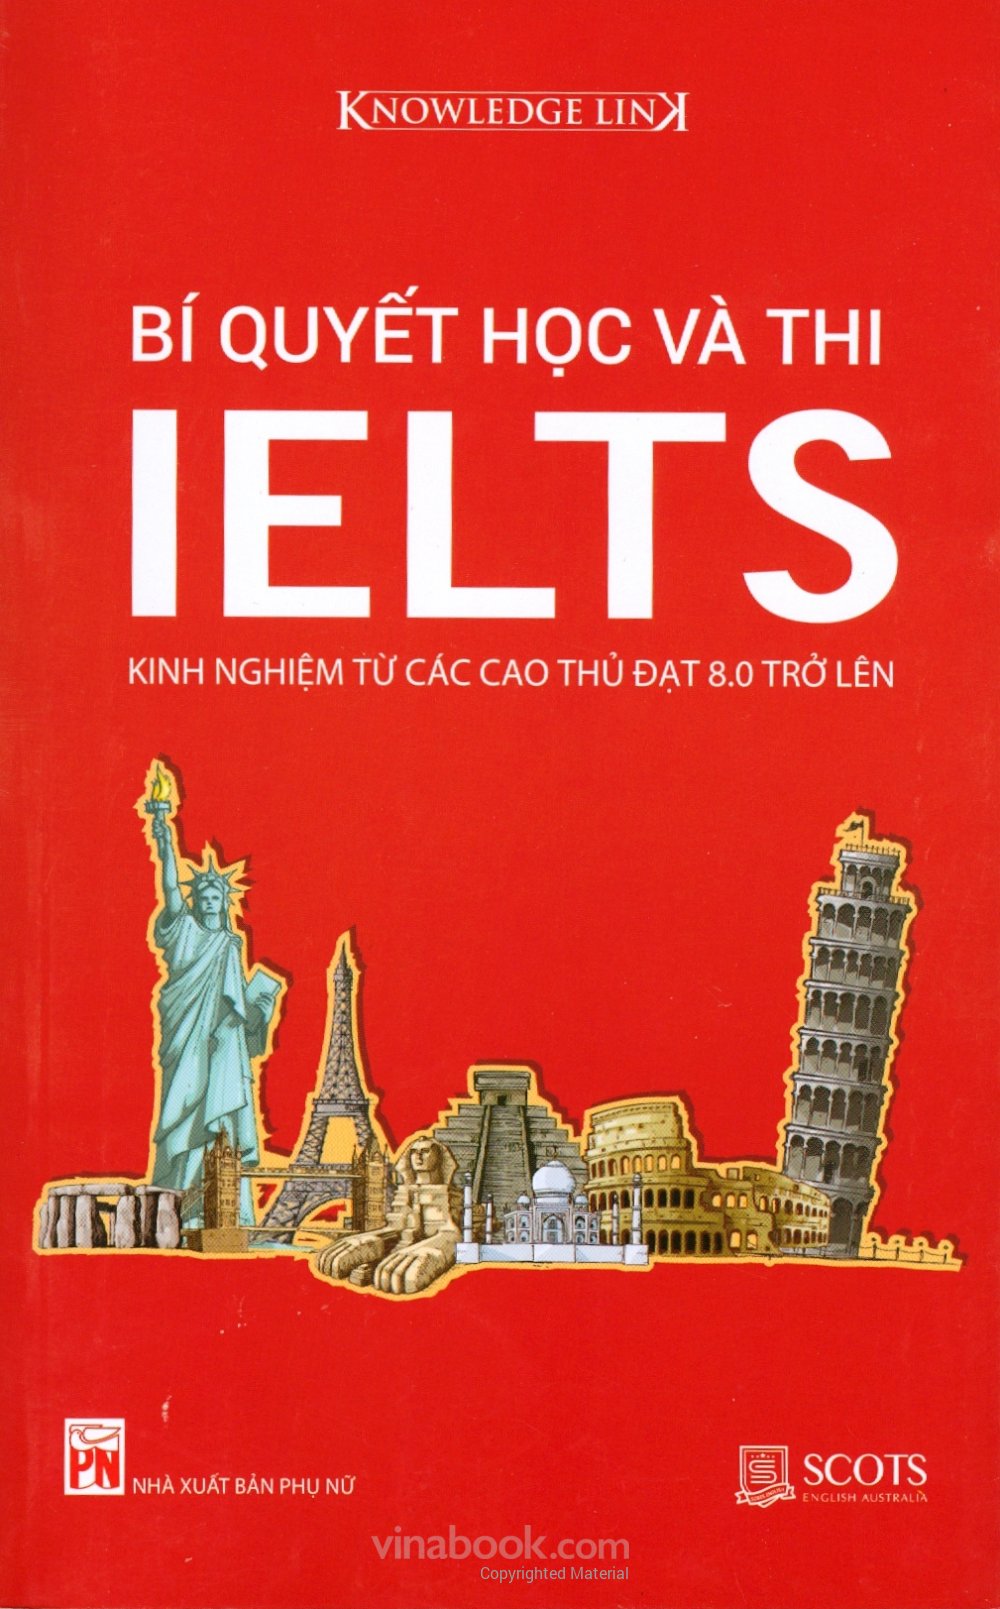 KNOWLEDGE LINK
BÍ QUYẾT HỌC VÀ THI
IELTS
KINH NGHIỆM TỪ CÁC CAO THỦ ĐẠT 8.0 TRỞ LÊN
PN
NHÀ XUẤT BẢN PHỤ NỮ
S
SCOTS
ENGLISH AUSTRALIA
vinabook.com
Copyrighted Material